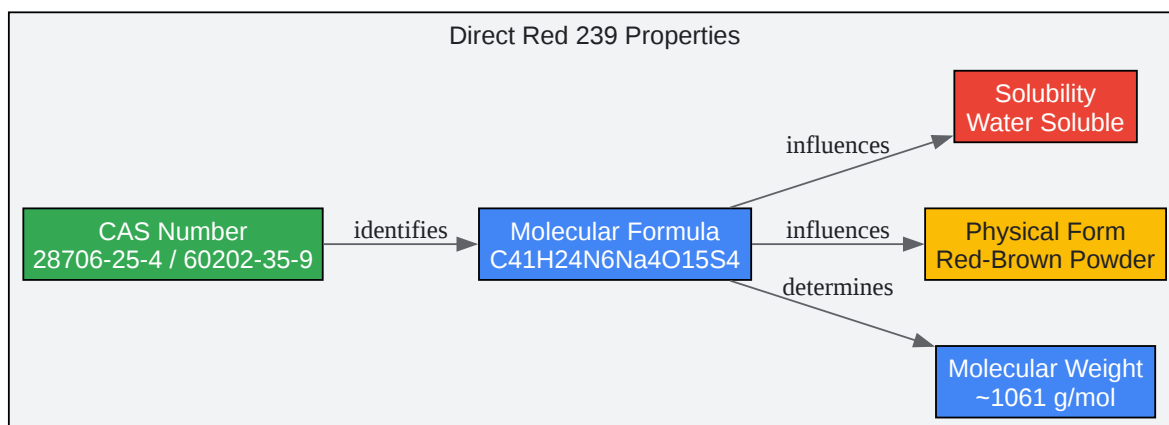 Direct Red 239 Properties
CAS Number
28706-25-4 / 60202-35-9
identifies
Molecular Formula
C41H24N6Na4O15S4
influences
Solubility
Water Soluble
influences
Physical Form
Red-Brown Powder
determines
Molecular Weight
~1061 g/mol